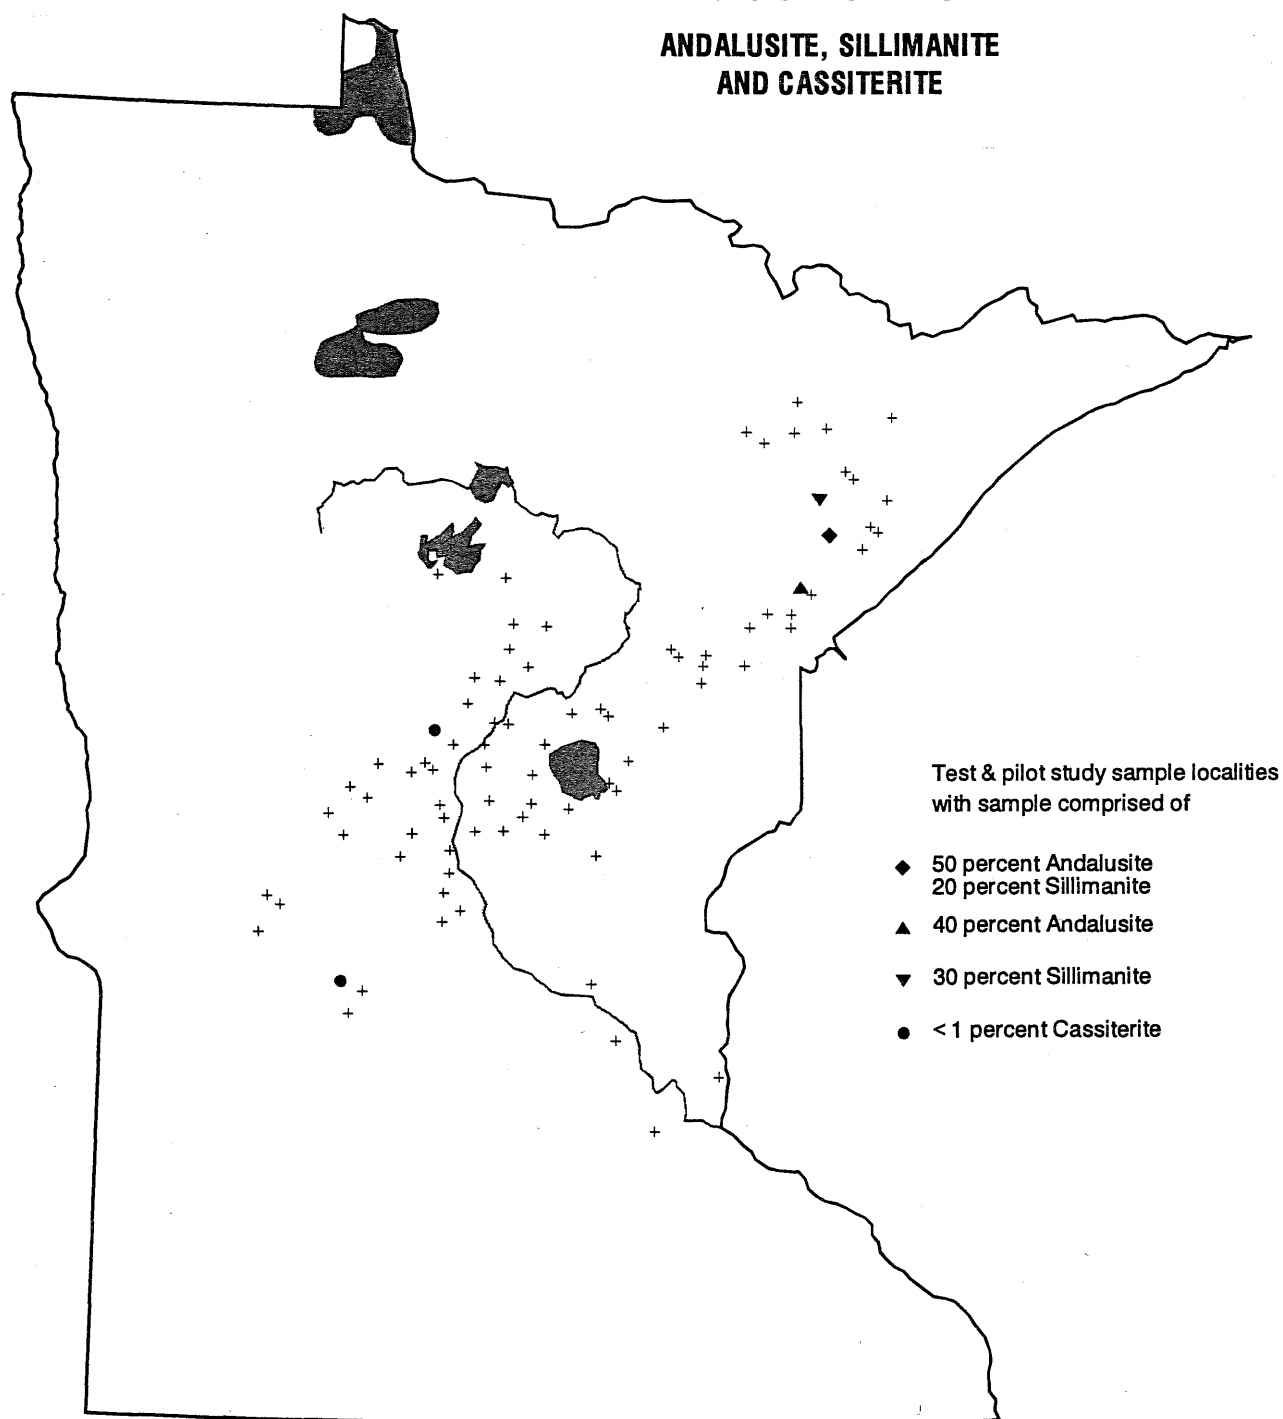 ANDALUSITE, SILLIMANITE
AND CASSITERITE
Test & pilot study sample localities
with sample comprised of
50 percent Andalusite
20 percent Sillimanite
40 percent Andalusite
30 percent Sillimanite
< 1 percent Cassiterite